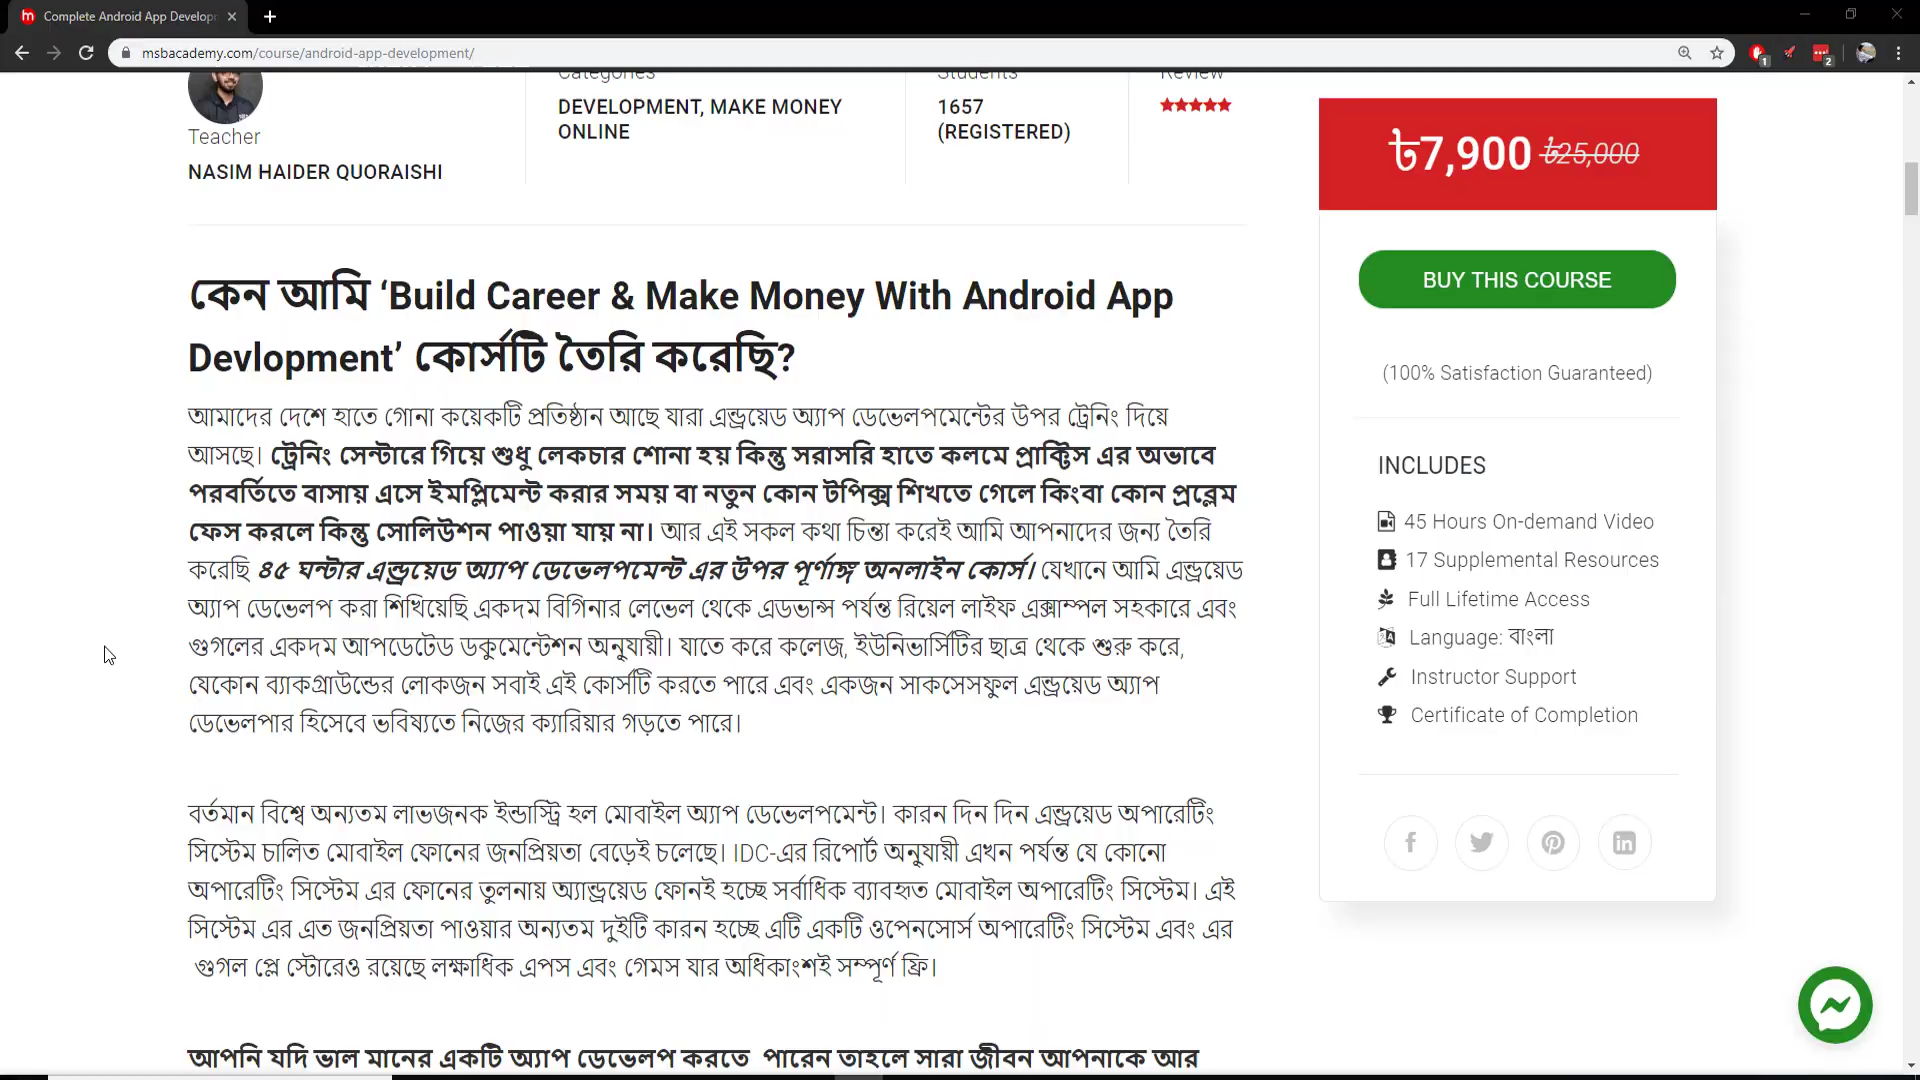 Complete Android App Develop
msbacademy.com/course/android-app-development/
1
2
Categories
Students
Review
DEVELOPMENT, MAKE MONEY
ONLINE
1657
(REGISTERED)
Teacher
NASIM HAIDER QUORAISHI
৳7,900 ৳25,000
BUY THIS COURSE
(100% Satisfaction Guaranteed)
INCLUDES
45 Hours On-demand Video
17 Supplemental Resources
Full Lifetime Access
Language: বাংলা
Instructor Support
Certificate of Completion
কেন আমি ‘Build Career & Make Money With Android App
Devlopment’ কোর্সটি তৈরি করেছি?
আমাদের দেশে হাতে গোনা কয়েকটি প্রতিষ্ঠান আছে যারা এন্ড্রয়েড অ্যাপ ডেভেলপমেন্টের উপর ট্রেনিং দিয়ে
আসছে। ট্রেনিং সেন্টারে গিয়ে শুধু লেকচার শোনা হয় কিন্তু সরাসরি হাতে কলমে প্রাক্টিস এর অভাবে
পরবর্তিতে বাসায় এসে ইমপ্লিমেন্ট করার সময় বা নতুন কোন টপিক্স শিখতে গেলে কিংবা কোন প্রব্লেম
ফেস করলে কিন্তু সোলিউশন পাওয়া যায় না। আর এই সকল কথা চিন্তা করেই আমি আপনাদের জন্য তৈরি
করেছি ৪৫ ঘন্টার এন্ড্রয়েড অ্যাপ ডেভেলপমেন্ট এর উপর পূর্ণাঙ্গ অনলাইন কোর্স। যেখানে আমি এন্ড্রয়েড
অ্যাপ ডেভেলপ করা শিখিয়েছি একদম বিগিনার লেভেল থেকে এডভান্স পর্যন্ত রিয়েল লাইফ এক্সাম্পল সহকারে এবং
গুগলের একদম আপডেটেড ডকুমেন্টেশন অনুযায়ী। যাতে করে কলেজ, ইউনিভার্সিটির ছাত্র থেকে শুরু করে,
যেকোন ব্যাকগ্রাউন্ডের লোকজন সবাই এই কোর্সটি করতে পারে এবং একজন সাকসেসফুল এন্ড্রয়েড অ্যাপ
ডেভেলপার হিসেবে ভবিষ্যতে নিজের ক্যারিয়ার গড়তে পারে।
বর্তমান বিশ্বে অন্যতম লাভজনক ইন্ডাস্ট্রি হল মোবাইল অ্যাপ ডেভেলপমেন্ট। কারন দিন দিন এন্ড্রয়েড অপারেটিং
সিস্টেম চালিত মোবাইল ফোনের জনপ্রিয়তা বেড়েই চলেছে। IDC-এর রিপোর্ট অনুযায়ী এখন পর্যন্ত যে কোনো
অপারেটিং সিস্টেম এর ফোনের তুলনায় অ্যান্ড্রয়েড ফোনই হচ্ছে সর্বাধিক ব্যাবহৃত মোবাইল অপারেটিং সিস্টেম। এই
সিস্টেম এর এত জনপ্রিয়তা পাওয়ার অন্যতম দুইটি কারন হচ্ছে এটি একটি ওপেনসোর্স অপারেটিং সিস্টেম এবং এর
গুগল প্লে স্টোরেও রয়েছে লক্ষাধিক এপস এবং গেমস যার অধিকাংশই সম্পূর্ণ ফ্রি।
আপনি যদি ভাল মানের একটি অ্যাপ ডেভেলপ করতে পারেন তাহলে সারা জীবন আপনাকে আর